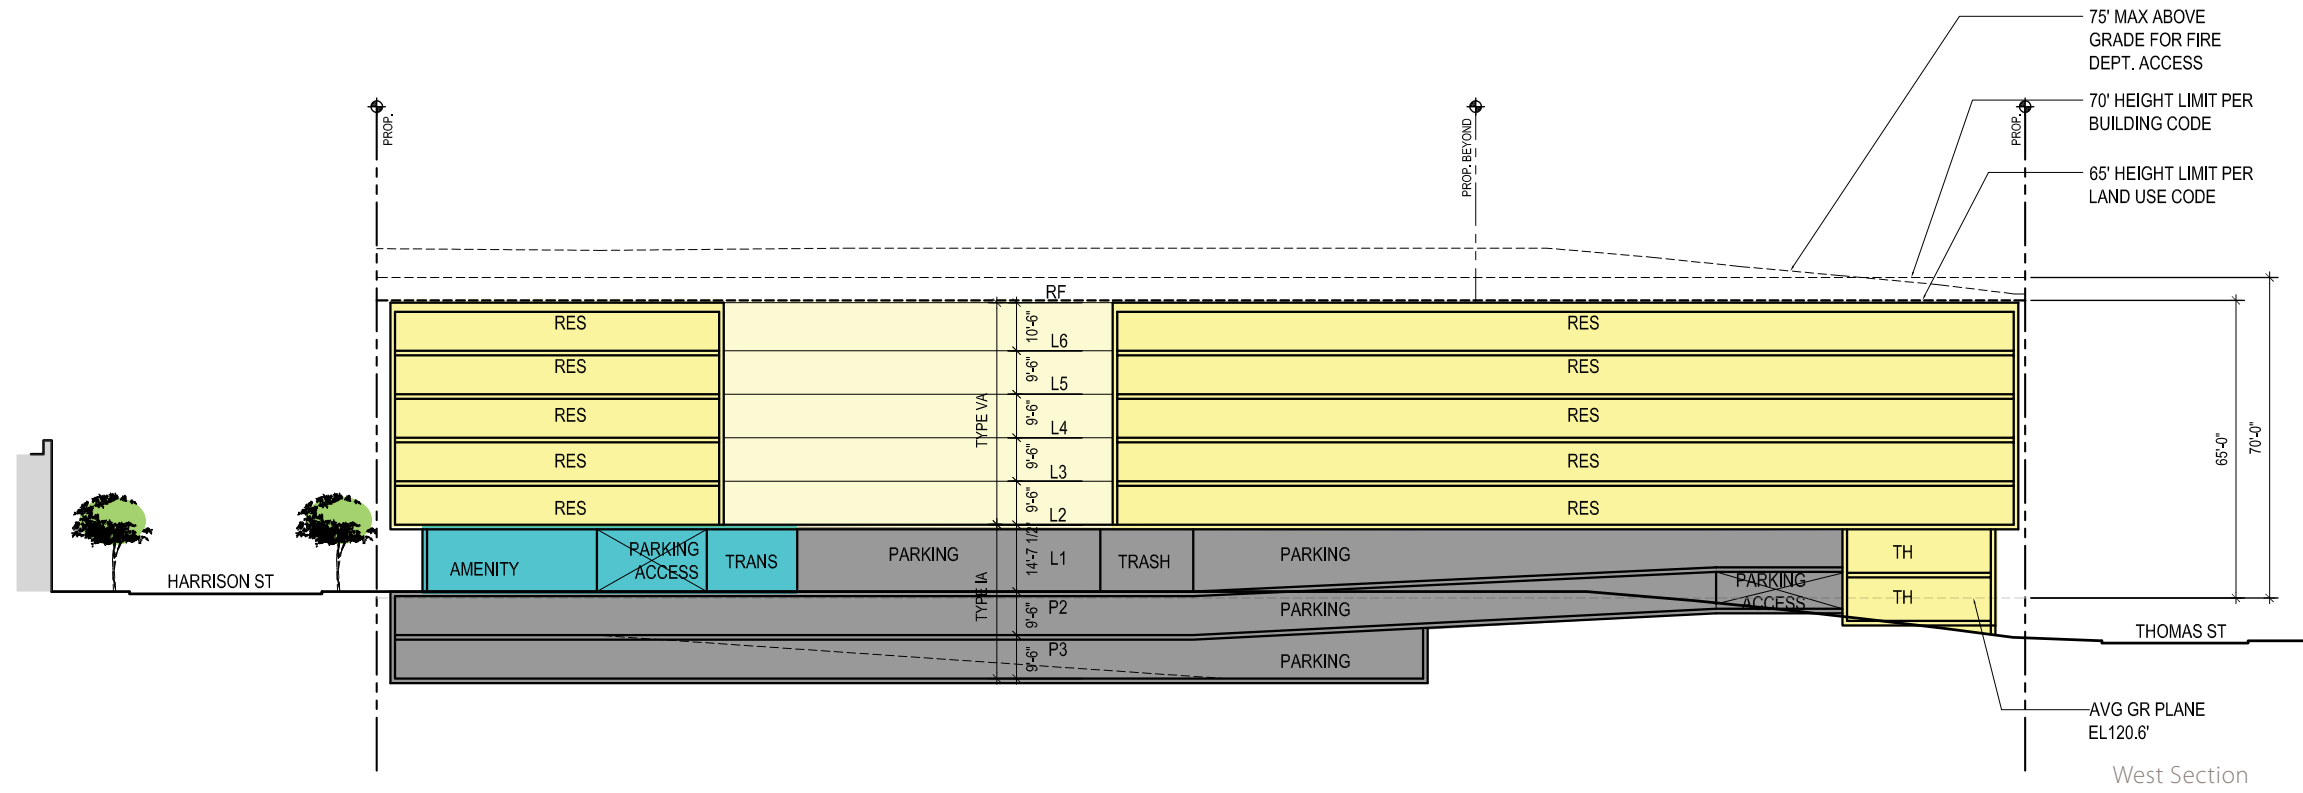 75' MAX ABOVE
GRADE FOR FIRE
DEPT. ACCESS
70' HEIGHT LIMIT PER
BUILDING CODE
65' HEIGHT LIMIT PER
LAND USE CODE
PROP.
PROP. BEYOND
PROP.
RF
RES
10'-6"
L6
RES
RES
9'-6"
L5
RES
RES
9'-6"
L4
RES
TYPE VA
RES
9'-6"
L3
RES
RES
9'-6"
L2
RES
65'-0"
70'-0"
HARRISON ST
AMENITY
PARKING
ACCESS
TRANS
PARKING
14'-7 1/2"
L1
TRASH
PARKING
TH
TYPE IA
9'-6"
P2
PARKING
PARKING
ACCESS
TH
9'-6"
P3
PARKING
THOMAS ST
AVG GR PLANE
EL120.6'
West Section